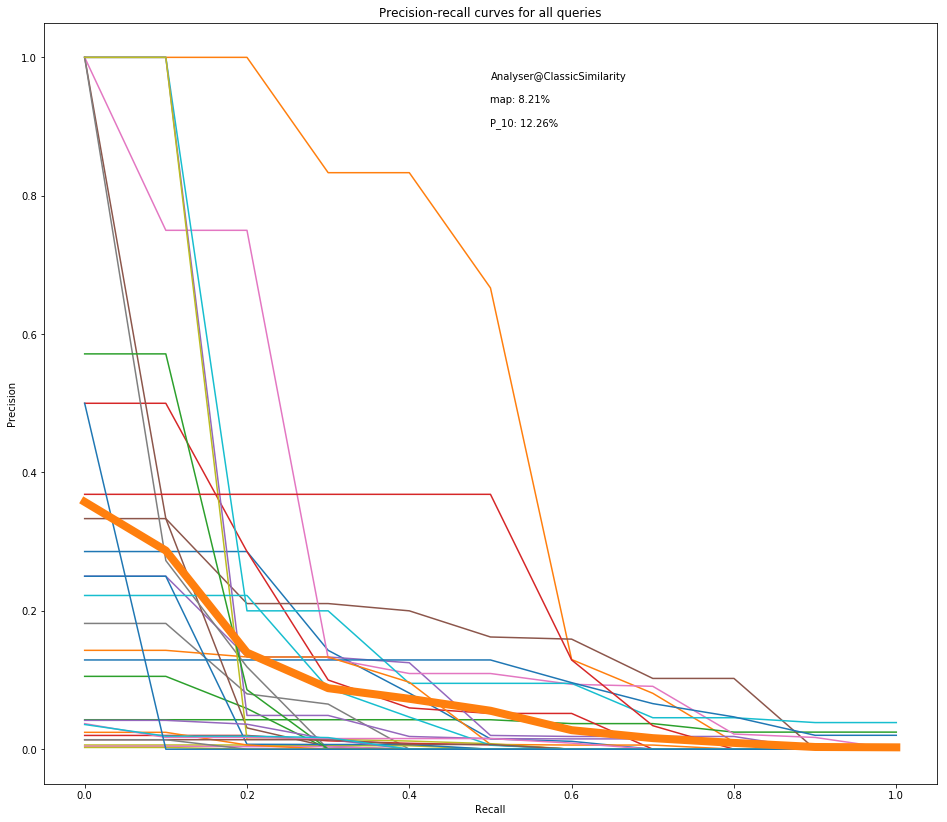 Precision-recall curves for all queries
Analyser@ClassicSimilarity
map: 8.21%
P_10: 12.26%
1.0
0.8
0.6
0.4
0.2
0.0
Precision
0.0 0.2 0.4 0.6 0.8 1.0
Recall